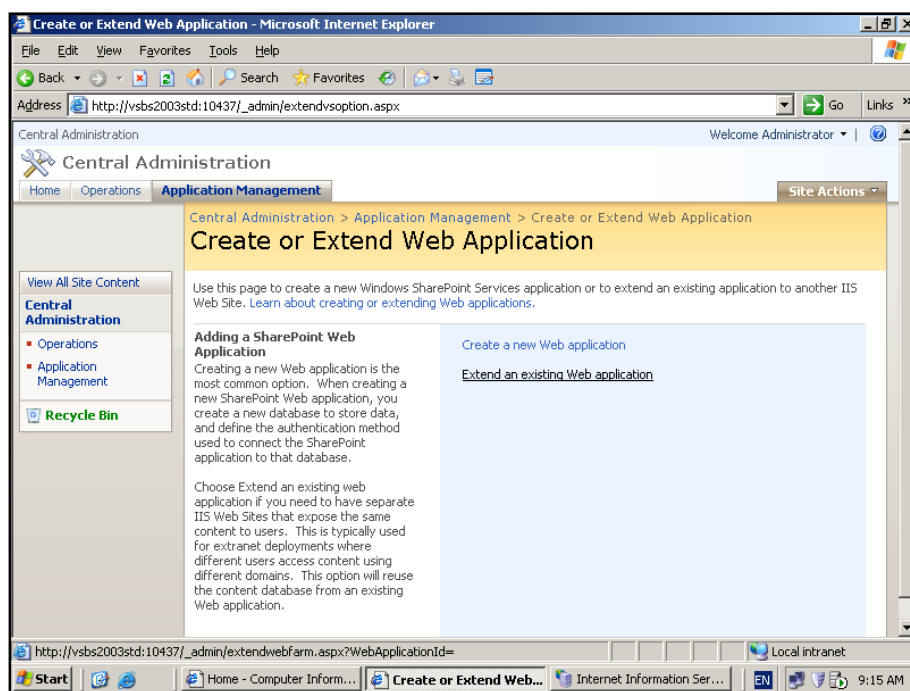 Create or Extend Web Application - Microsoft Internet Explorer
File Edit View Favorites Tools Help
Back Search Favorites
Address http://vsbs2003std:10437/_admin/extendvsoption.aspx Go Links »
Central Administration Welcome Administrator
Central Administration
Home Operations Application Management Site Actions
Central Administration > Application Management > Create or Extend Web Application
Create or Extend Web Application
View All Site Content
Central
Administration
Operations
Application
Management
Recycle Bin
Use this page to create a new Windows SharePoint Services application or to extend an existing application to another IIS
Web Site. Learn about creating or extending Web applications.
Adding a SharePoint Web
Application
Creating a new Web application is the
most common option. When creating a
new SharePoint Web application, you
create a new database to store data,
and define the authentication method
used to connect the SharePoint
application to that database.
Choose Extend an existing web
application if you need to have separate
IIS Web Sites that expose the same
content to users. This is typically used
for extranet deployments where
different users access content using
different domains. This option will reuse
the content database from an existing
Web application.
Create a new Web application
Extend an existing Web application
http://vsbs2003std:10437/_admin/extendwebfarm.aspx?WebApplicationId= Local intranet
Start Home - Computer Inform... Create or Extend Web... Internet Information Ser... EN 9:15 AM